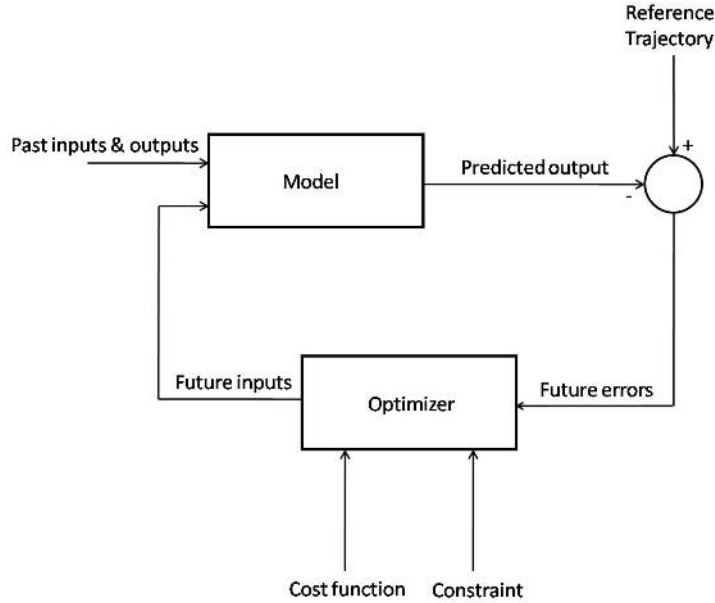 Reference
Trajectory
Past inputs & outputs
+
Model
Predicted output
-
Future inputs
Optimizer
Future errors
Cost function
Constraint